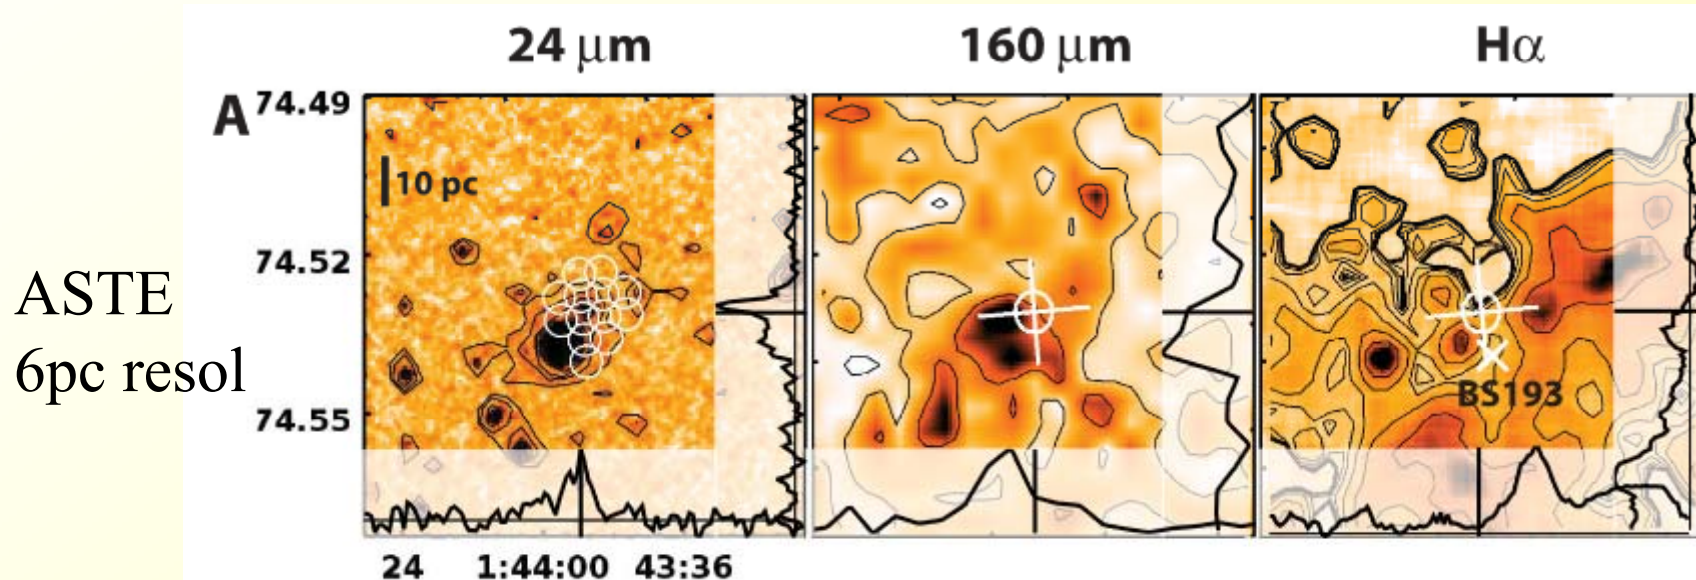 24 μm
160 μm
Hα
A
74.49
10 pc
74.52
ASTE
6pc resol
BS193
74.55
24 1:44:00 43:36